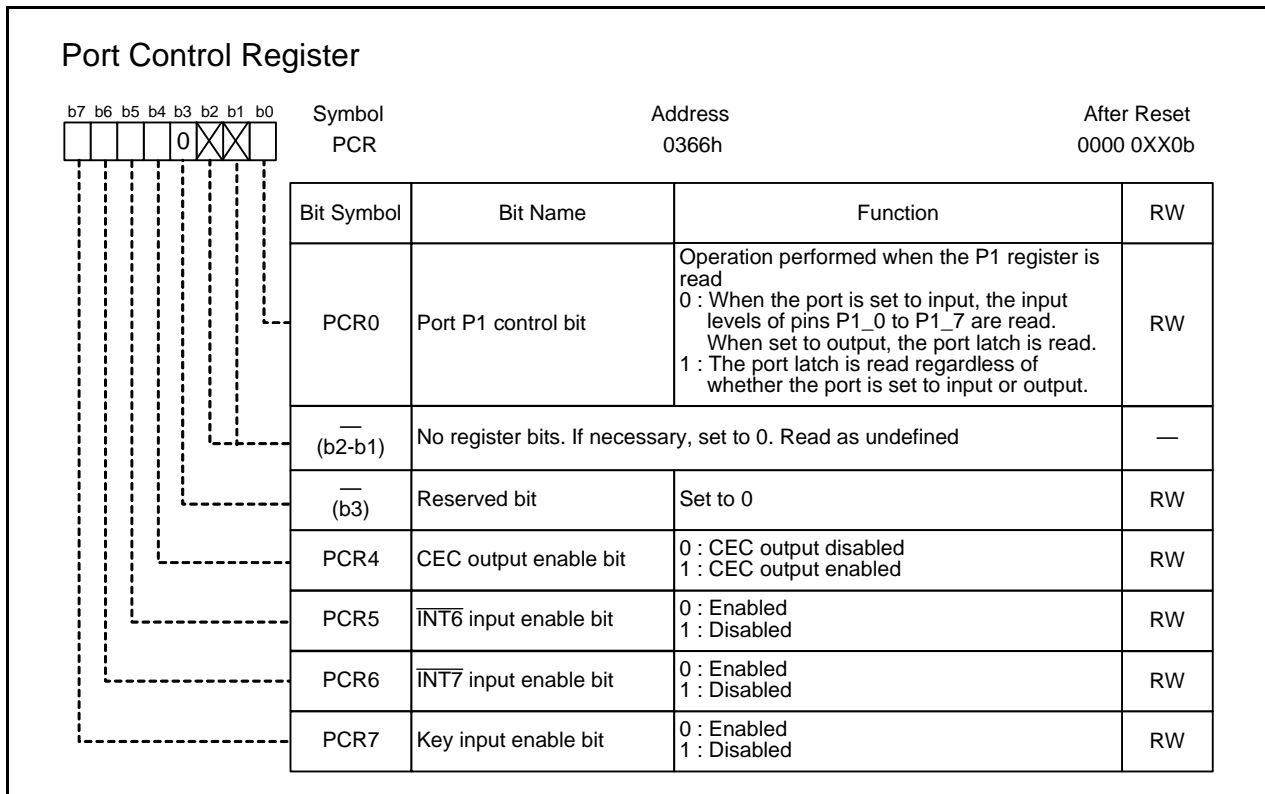 Port Control Register
b7 b6 b5 b4 b3 b2 b1 b0
Symbol Address After Reset
0
PCR 0366h 0000 0XX0b
Bit Symbol Bit Name Function RW
PCR0 Port P1 control bit
Operation performed when the P1 register is
read
0 : When the port is set to input, the input
levels of pins P1_0 to P1_7 are read.
When set to output, the port latch is read.
1 : The port latch is read regardless of
whether the port is set to input or output.
RW
—
(b2-b1)
No register bits. If necessary, set to 0. Read as undefined
—
—
(b3)
Reserved bit Set to 0 RW
PCR4 CEC output enable bit
0 : CEC output disabled
1 : CEC output enabled
RW
PCR5 INT6 input enable bit
0 : Enabled
1 : Disabled
RW
PCR6 INT7 input enable bit
0 : Enabled
1 : Disabled
RW
PCR7 Key input enable bit
0 : Enabled
1 : Disabled
RW